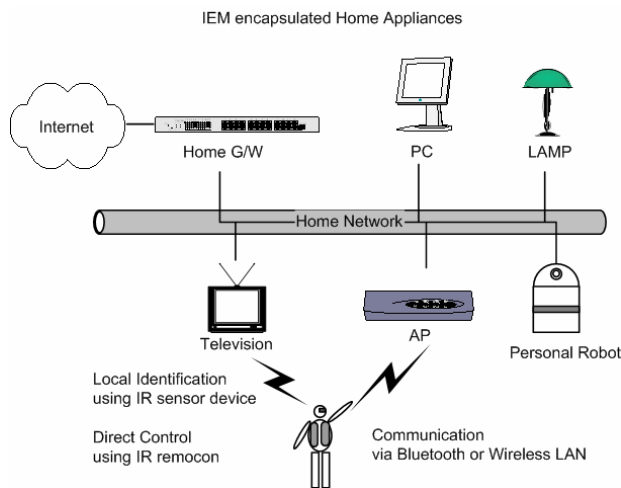 IEM encapsulated Home Appliances
Internet
Home G/W
PC
LAMP
Home Network
Television
AP
Personal Robot
Local Identification
using IR sensor device
Direct Control
using IR remocon
Communication
via Bluetooth or Wireless LAN